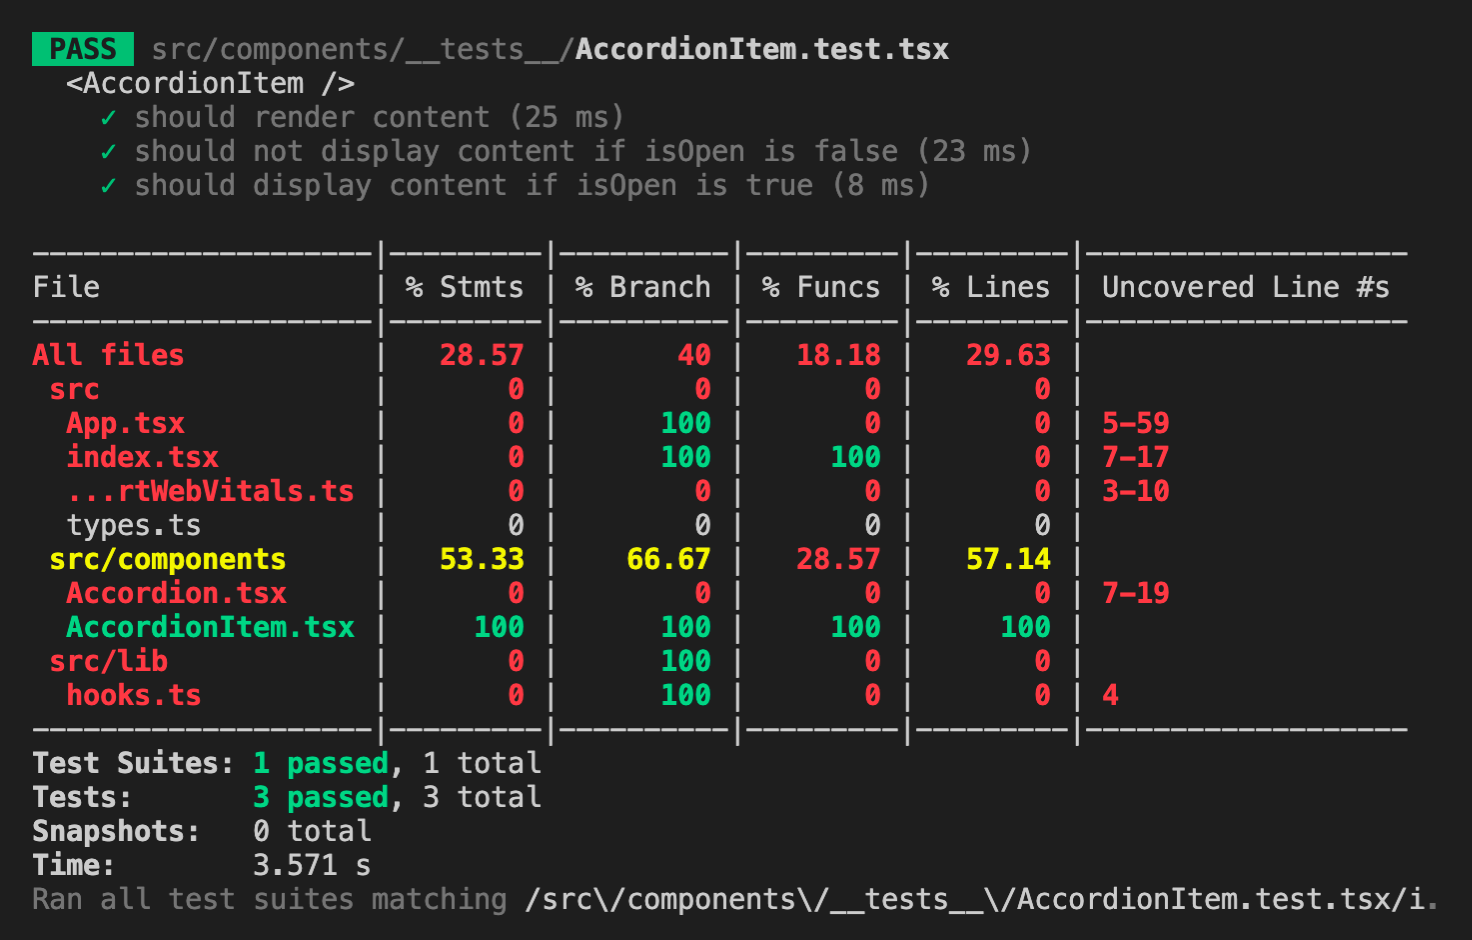 PASS src/components/__tests__/AccordionItem.test.tsx
  <AccordionItem />
    ✓ should render content (25 ms)
    ✓ should not display content if isOpen is false (23 ms)
    ✓ should display content if isOpen is true (8 ms)

--------------------|---------|----------|---------|---------|-------------------
File                | % Stmts | % Branch | % Funcs | % Lines | Uncovered Line #s
--------------------|---------|----------|---------|---------|-------------------
All files           |   28.57 |       40 |   18.18 |   29.63 |
 src                |       0 |        0 |       0 |       0 |
  App.tsx           |       0 |      100 |       0 |       0 | 5-59
  index.tsx         |       0 |      100 |     100 |       0 | 7-17
  ...rtWebVitals.ts |       0 |        0 |       0 |       0 | 3-10
  types.ts          |       0 |        0 |       0 |       0 |
 src/components     |   53.33 |    66.67 |   28.57 |   57.14 |
  Accordion.tsx     |       0 |        0 |       0 |       0 | 7-19
  AccordionItem.tsx |     100 |      100 |     100 |     100 |
 src/lib            |       0 |      100 |       0 |       0 |
  hooks.ts          |       0 |      100 |       0 |       0 | 4
--------------------|---------|----------|---------|---------|-------------------
Test Suites: 1 passed, 1 total
Tests:       3 passed, 3 total
Snapshots:   0 total
Time:        3.571 s
Ran all test suites matching /src\/components\/__tests__\/AccordionItem.test.tsx/i.